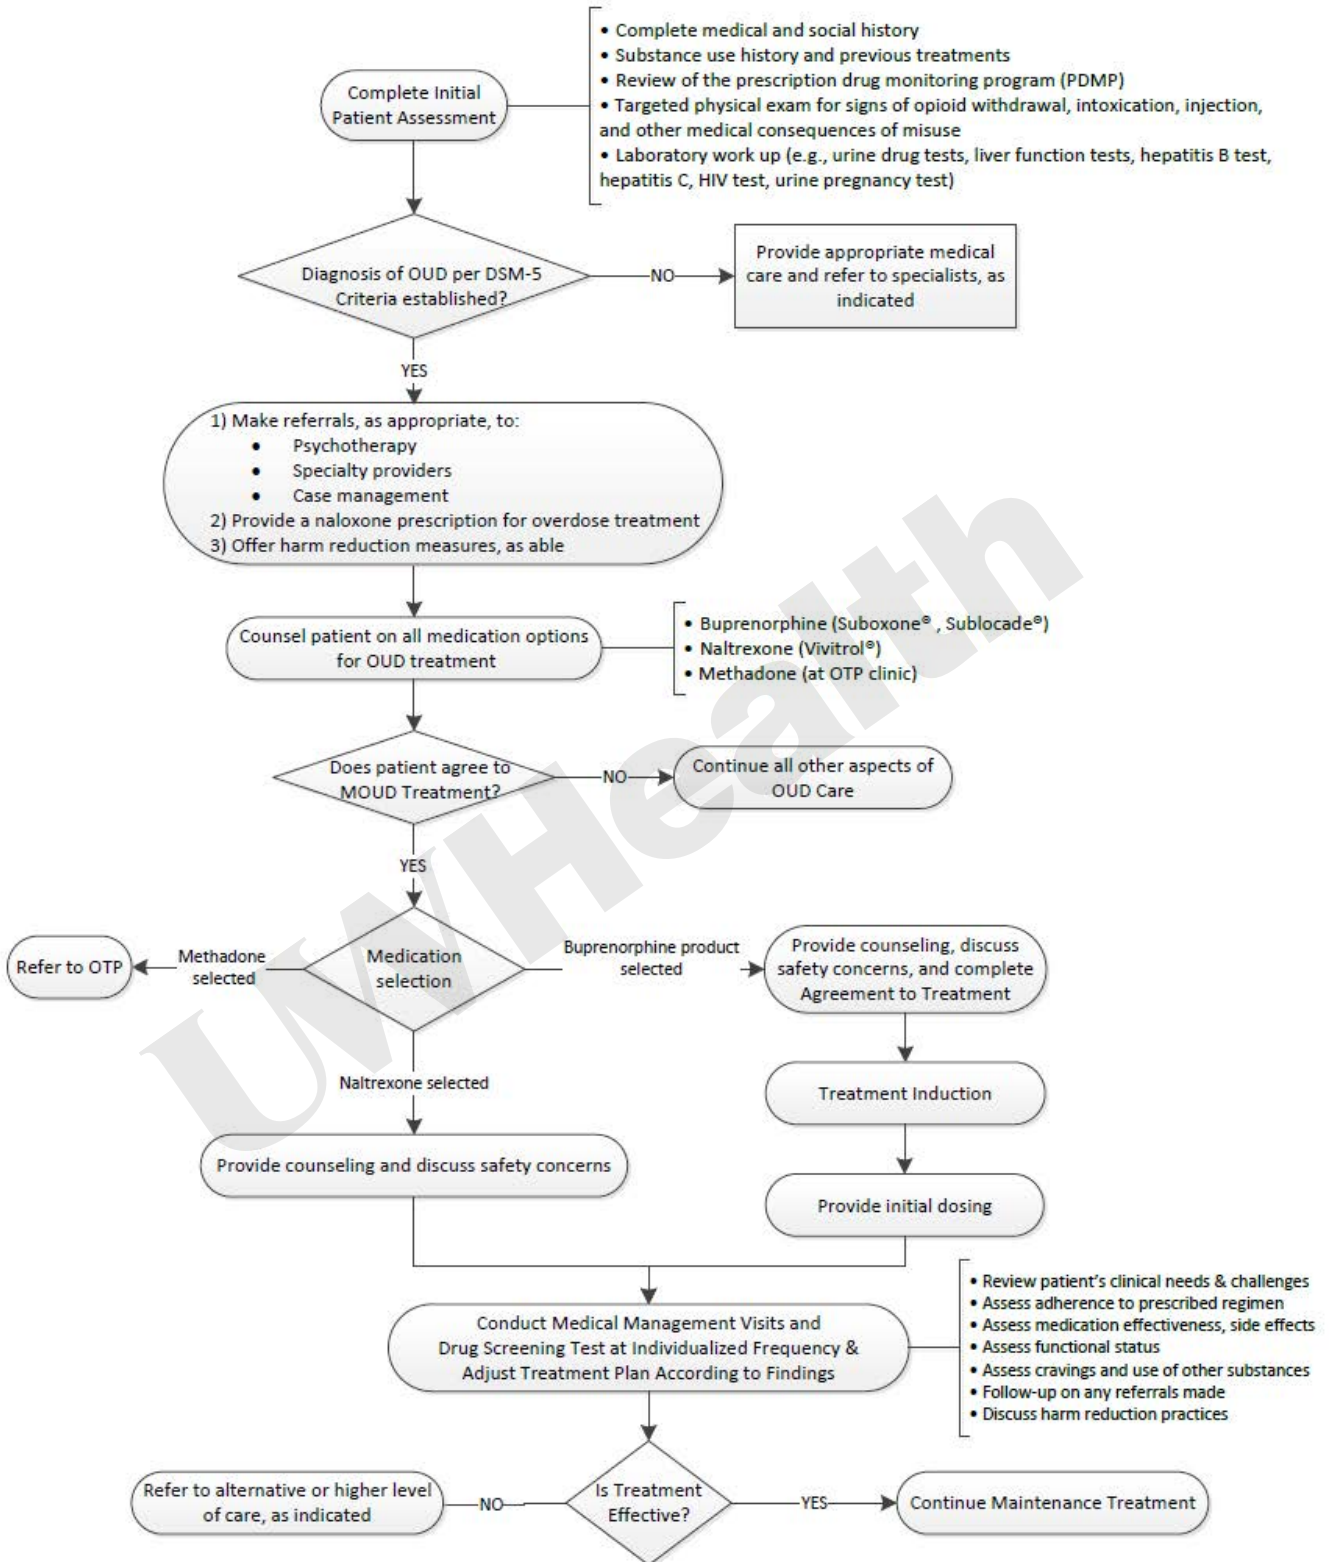 • Complete medical and social history
• Substance use history and previous treatments
• Review of the prescription drug monitoring program (PDMP)
• Targeted physical exam for signs of opioid withdrawal, intoxication, injection,
and other medical consequences of misuse
• Laboratory work up (e.g., urine drug tests, liver function tests, hepatitis B test,
hepatitis C, HIV test, urine pregnancy test)
Complete Initial
Patient Assessment
Diagnosis of OUD per DSM-5
Criteria established?
NO
Provide appropriate medical
care and refer to specialists, as
indicated
YES
1) Make referrals, as appropriate, to:
• Psychotherapy
• Specialty providers
• Case management
2) Provide a naloxone prescription for overdose treatment
3) Offer harm reduction measures, as able
Counsel patient on all medication options
for OUD treatment
• Buprenorphine (Suboxone® , Sublocade®)
• Naltrexone (Vivitrol®)
• Methadone (at OTP clinic)
Does patient agree to
MOUD Treatment?
NO
Continue all other aspects of
OUD Care
YES
Medication
selection
Methadone
selected
Refer to OTP
Buprenorphine product
selected
Provide counseling, discuss
safety concerns, and complete
Agreement to Treatment
Treatment Induction
Provide initial dosing
Naltrexone selected
Provide counseling and discuss safety concerns
Conduct Medical Management Visits and
Drug Screening Test at Individualized Frequency &
Adjust Treatment Plan According to Findings
• Review patient's clinical needs & challenges
• Assess adherence to prescribed regimen
• Assess medication effectiveness, side effects
• Assess functional status
• Assess cravings and use of other substances
• Follow-up on any referrals made
• Discuss harm reduction practices
Is Treatment
Effective?
NO
Refer to alternative or higher level
of care, as indicated
YES
Continue Maintenance Treatment
UWHealth